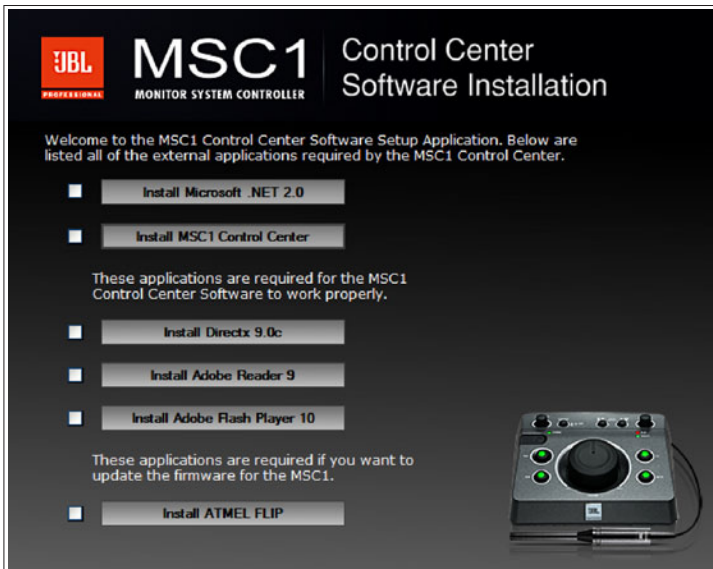 JBL
PROFESSIONAL
MSC1
MONITOR SYSTEM CONTROLLER
Control Center
Software Installation
Welcome to the MSC1 Control Center Software Setup Application. Below are
listed all of the external applications required by the MSC1 Control Center.
Install Microsoft .NET 2.0
Install MSC1 Control Center
These applications are required for the MSC1
Control Center Software to work properly.
Install Directx 9.0c
Install Adobe Reader 9
Install Adobe Flash Player 10
These applications are required if you want to
update the firmware for the MSC1.
Install ATMEL FLIP
JBL